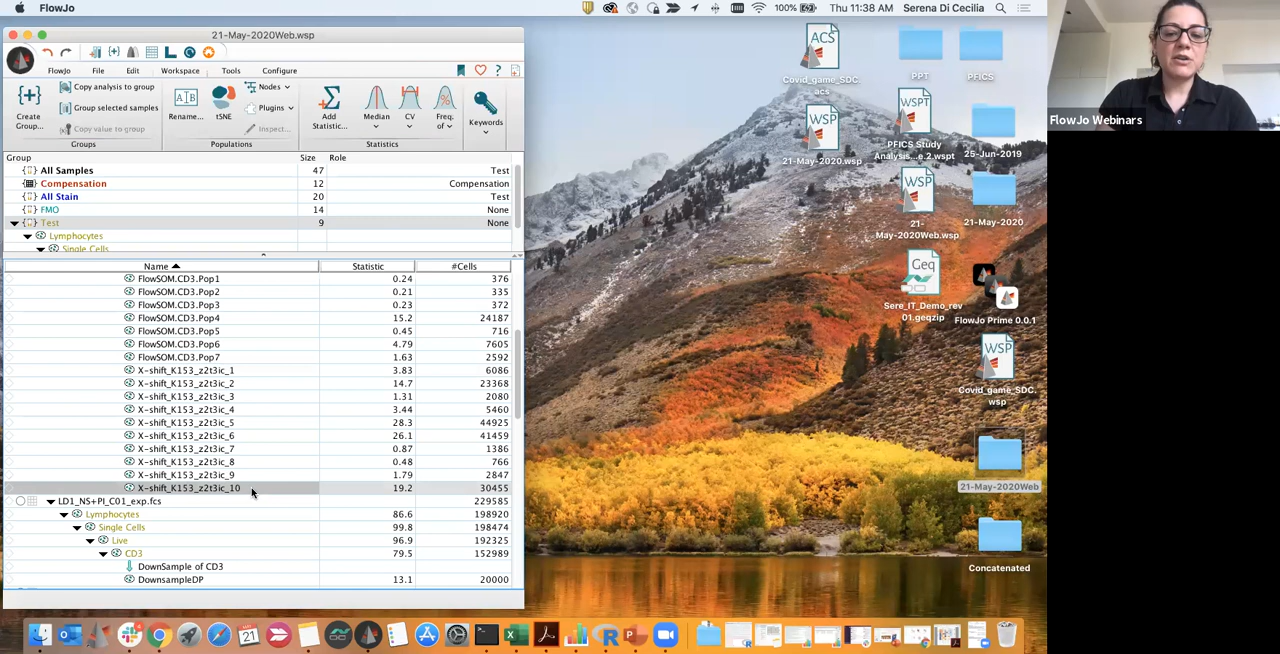 FlowJo
100%
Thu 11:38 AM
Serena Di Cecilia
21-May-2020Web.wsp
FlowJo File Edit Workspace Tools Configure
Create Group...
Copy analysis to group
Group selected samples
Copy value to group
Groups
Rename...
tSNE
Nodes
Plugins
Inspect...
Populations
Add Statistic...
Median
CV
Freq. of
Statistics
Keywords
Group Size Role
All Samples 47 Test
Compensation 12 Compensation
All Stain 20 Test
FMO 14 None
Test 9 None
Lymphocytes
Single Cells
Name Statistic #Cells
FlowSOM.CD3.Pop1 0.24 376
FlowSOM.CD3.Pop2 0.21 335
FlowSOM.CD3.Pop3 0.23 372
FlowSOM.CD3.Pop4 15.2 24187
FlowSOM.CD3.Pop5 0.45 716
FlowSOM.CD3.Pop6 4.79 7605
FlowSOM.CD3.Pop7 1.63 2592
X-shift_K153_z2t3ic_1 3.83 6086
X-shift_K153_z2t3ic_2 14.7 23368
X-shift_K153_z2t3ic_3 1.31 2080
X-shift_K153_z2t3ic_4 3.44 5460
X-shift_K153_z2t3ic_5 28.3 44925
X-shift_K153_z2t3ic_6 26.1 41459
X-shift_K153_z2t3ic_7 0.87 1386
X-shift_K153_z2t3ic_8 0.48 766
X-shift_K153_z2t3ic_9 1.79 2847
X-shift_K153_z2t3ic_10 19.2 30455
LD1_NS+PI_C01_exp.fcs 229585
Lymphocytes 86.6 198920
Single Cells 99.8 198474
Live 96.9 192325
CD3 79.5 152989
DownSample of CD3
DownsampleDP 13.1 20000
ACS
Covid_game_SDC.acs
PPT
PFICS
WSP
21-May-2020.wsp
WSPT
PFICS Study Analysis...e.2.wspt
25-Jun-2019
WSP
21-May-2020Web.wsp
21-May-2020
Geq
Sere_IT_Demo_rev01.geqzip
FlowJo Prime 0.0.1
WSP
Covid_game_SDC.wsp
21-May-2020Web
Concatenated
FlowJo Webinars
MAY
21